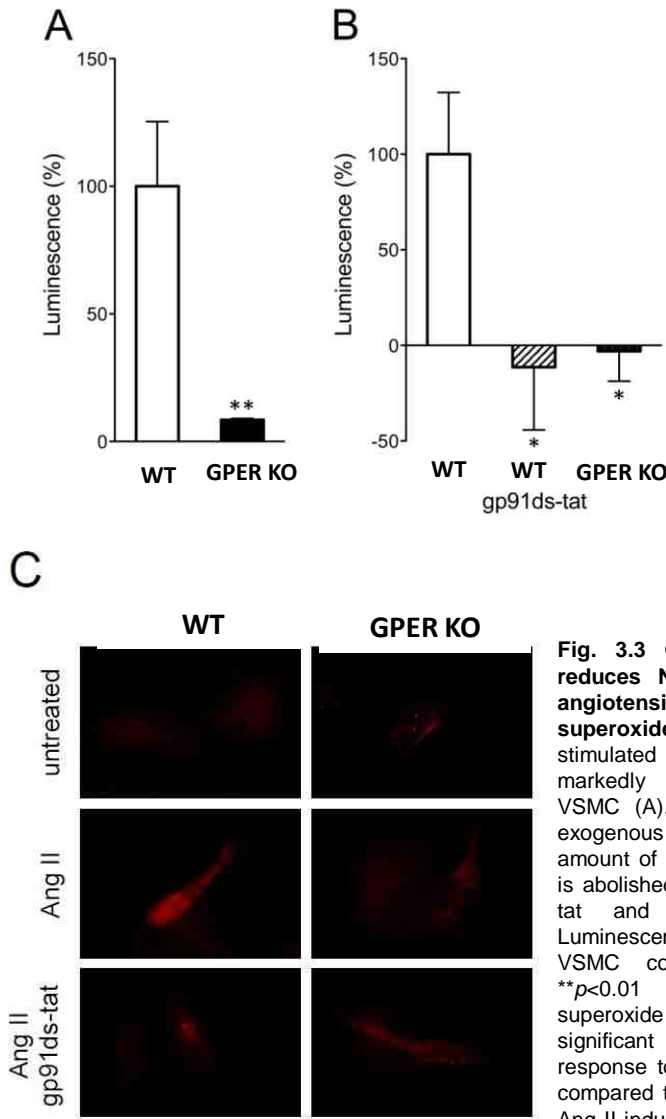 A
150
100
50
0
Luminescence (%)
**
WT GPER KO
B
150
100
50
0
-50
Luminescence (%)
*
*
WT WT GPER KO
gp91ds-tat
C
WT GPER KO
untreated
Ang II
Ang II
gp91ds-tat
Fig. 3.3
reduces
angiotensi
superoxide
stimulated
markedly
VSMC (A).
exogenous
amount of
is abolished
tat and
Luminescen
VSMC co
**p<0.01
superoxide
significant
response to
compared t
Ang II-indu